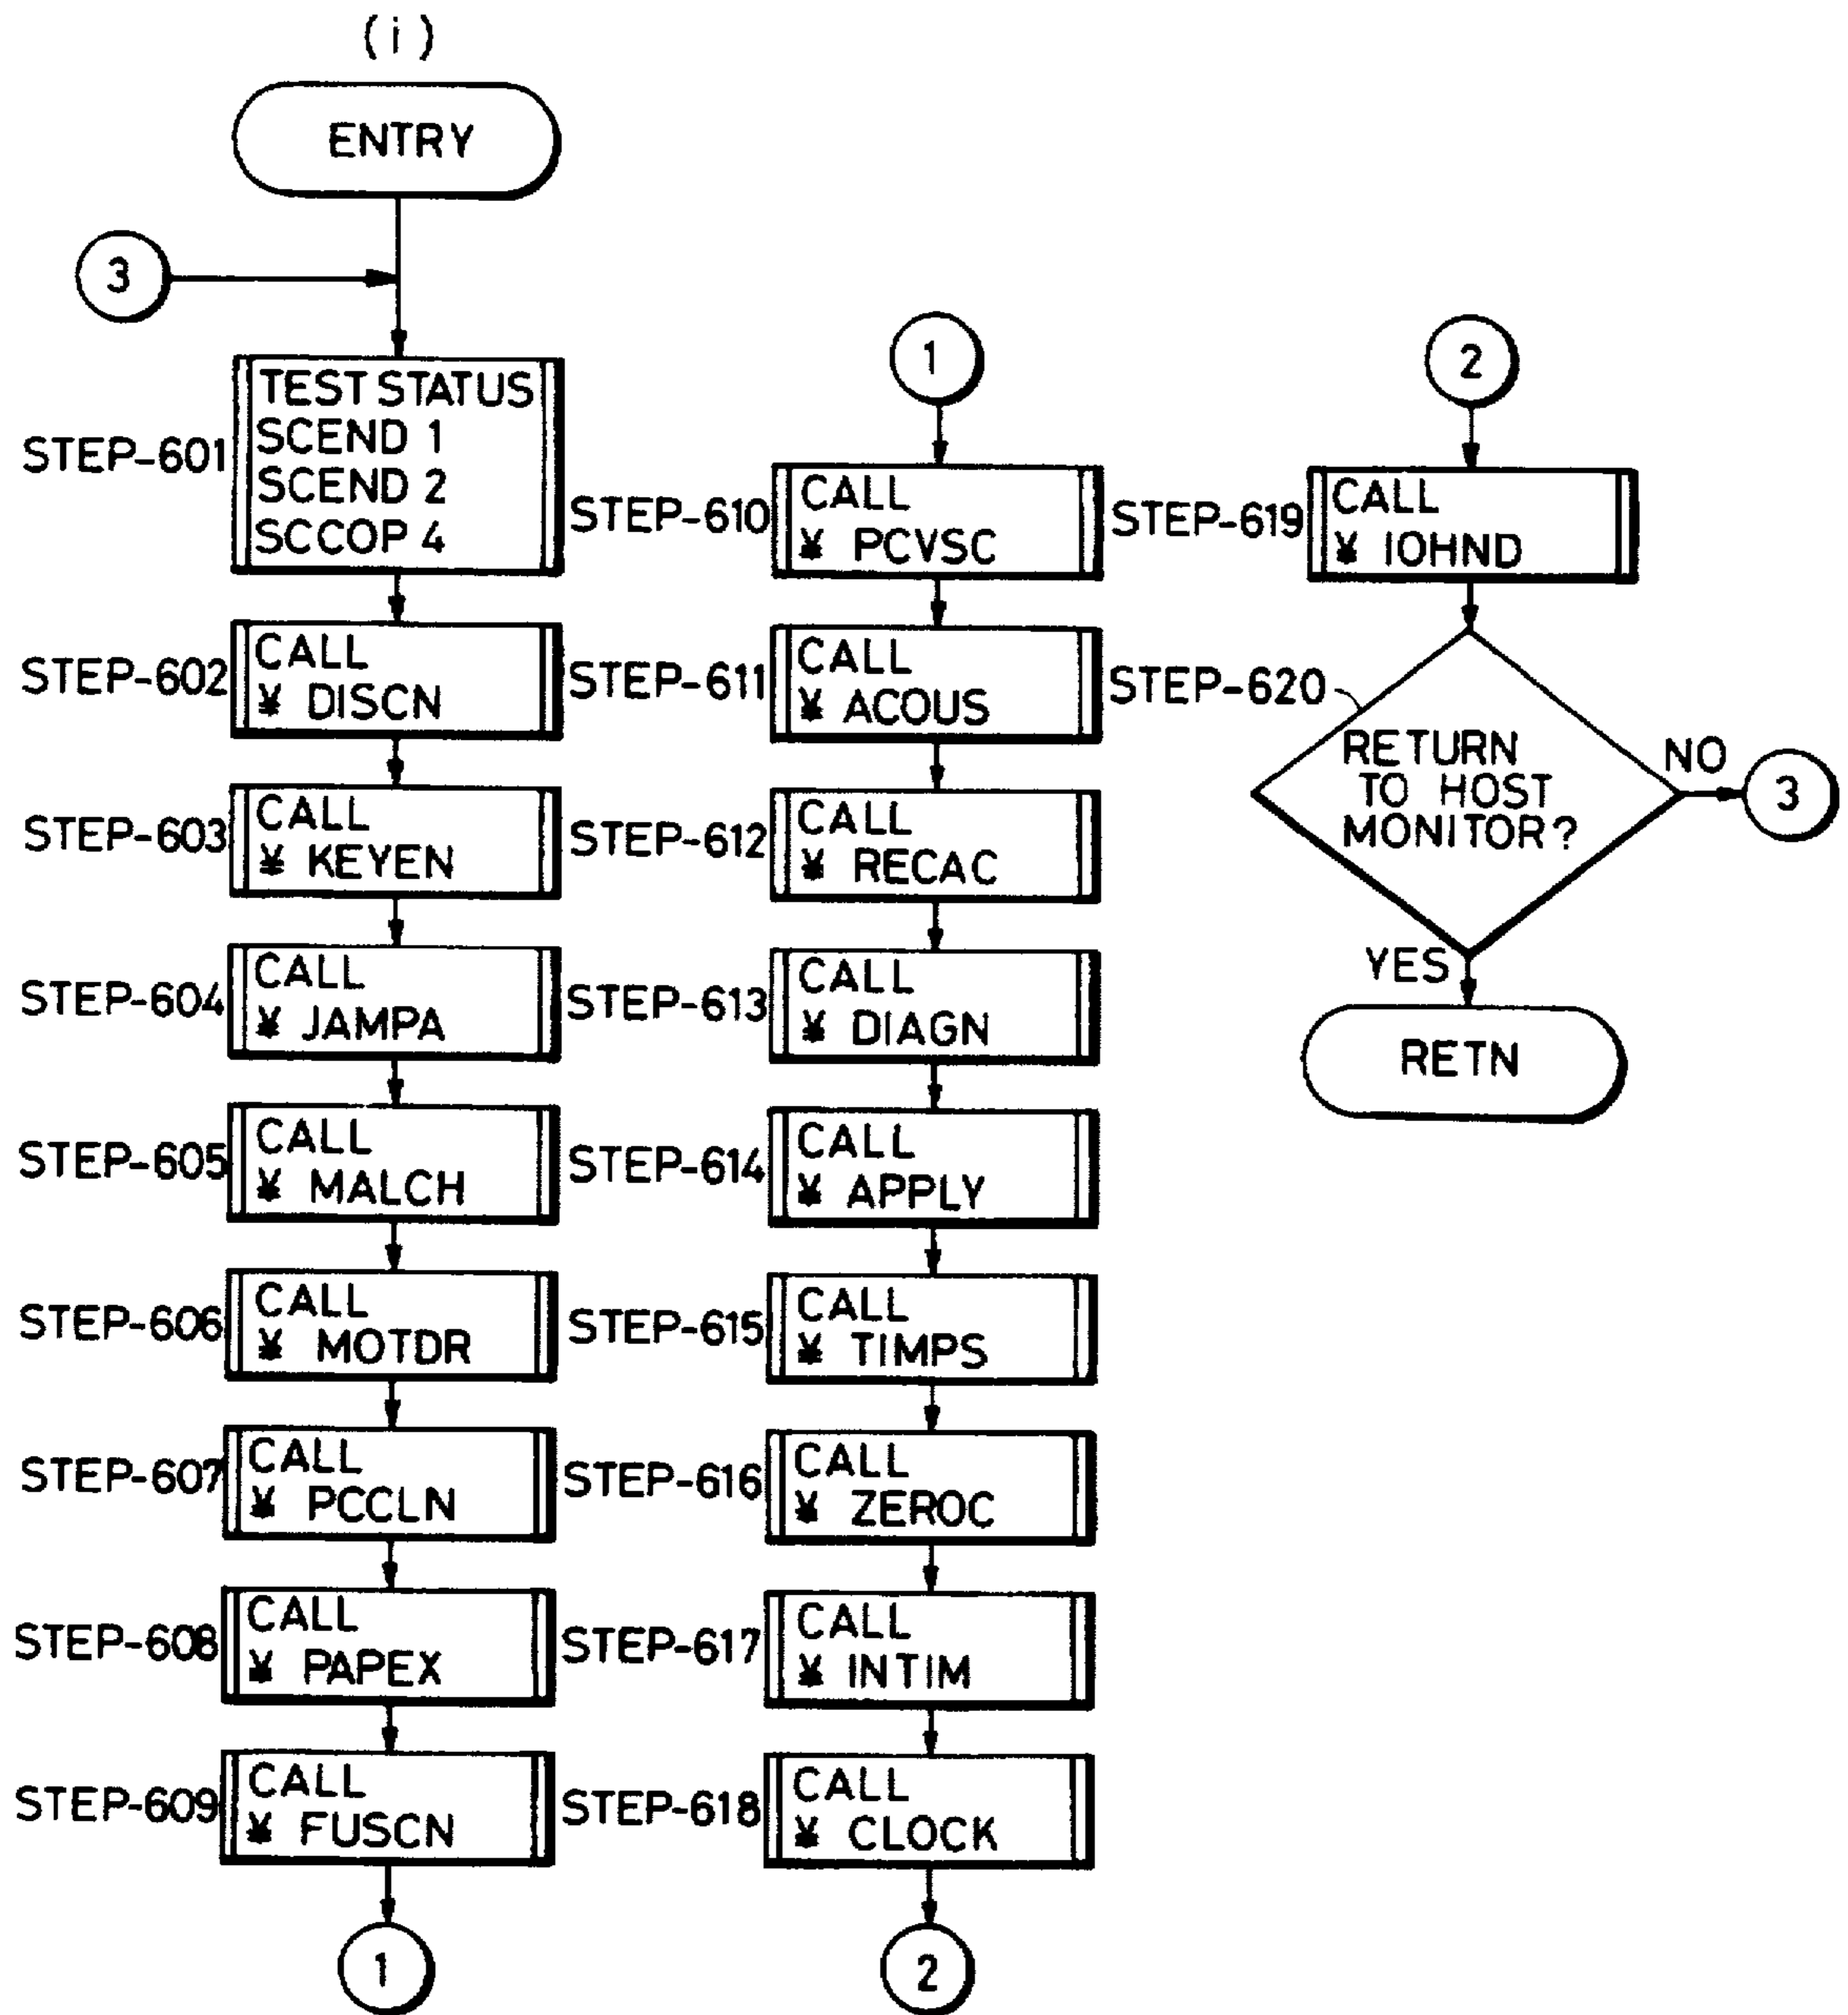 (i)
ENTRY
3
STEP-601
TEST STATUS
SCEND 1
SCEND 2
SCCOP 4
STEP-602
CALL
¥ DISCN
STEP-603
CALL
¥ KEYEN
STEP-604
CALL
¥ JAMPA
STEP-605
CALL
¥ MALCH
STEP-606
CALL
¥ MOTDR
STEP-607
CALL
¥ PCCLN
STEP-608
CALL
¥ PAPEX
STEP-609
CALL
¥ FUSCN
1
1
STEP-610
CALL
¥ PCVSC
STEP-611
CALL
¥ ACOUS
STEP-612
CALL
¥ RECAC
STEP-613
CALL
¥ DIAGN
STEP-614
CALL
¥ APPLY
STEP-615
CALL
¥ TIMPS
STEP-616
CALL
¥ ZEROC
STEP-617
CALL
¥ INTIM
STEP-618
CALL
¥ CLOCK
2
2
STEP-619
CALL
¥ IOHND
STEP-620
RETURN
TO HOST
MONITOR?
NO
3
YES
RETN